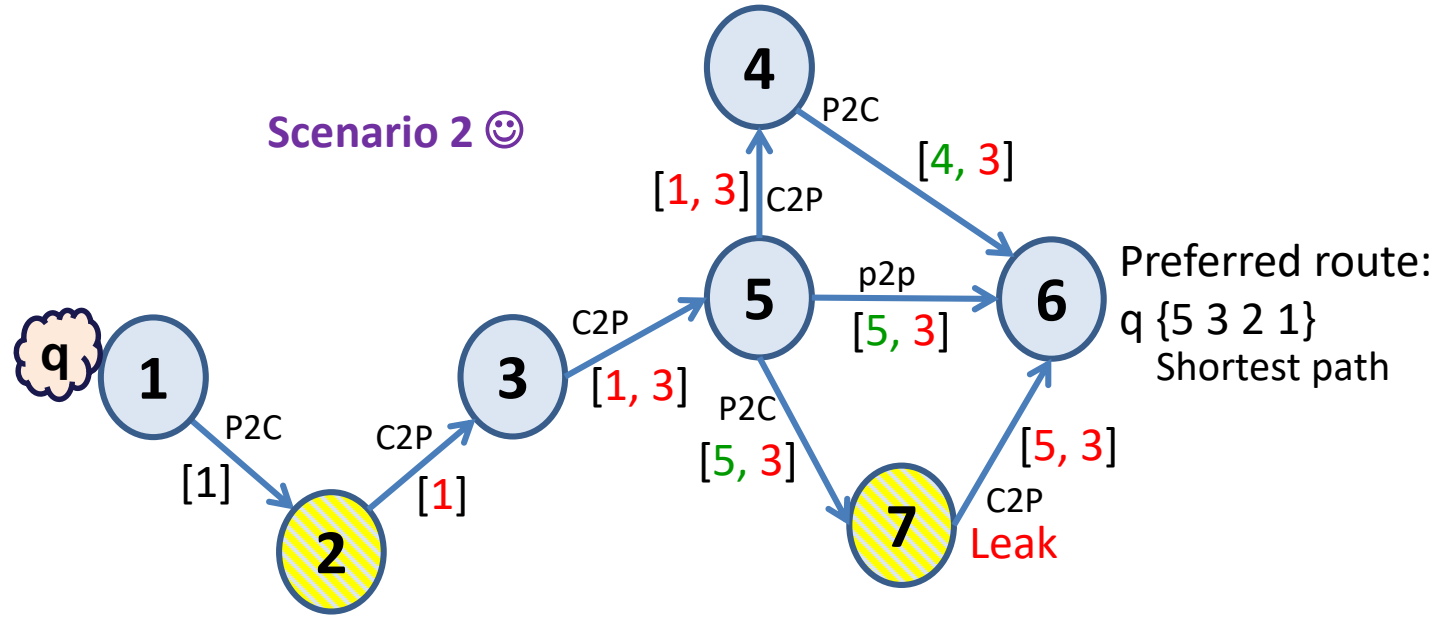 4
P2C
Scenario 2 ☺
[4, 3]
[1, 3]
C2P
Preferred route:
q {5 3 2 1}
Shortest path
5
p2p
6
[5, 3]
q
1
3
C2P
[1, 3]
P2C
[5, 3]
P2C
[1]
C2P
[1]
[5, 3]
C2P
Leak
2
7